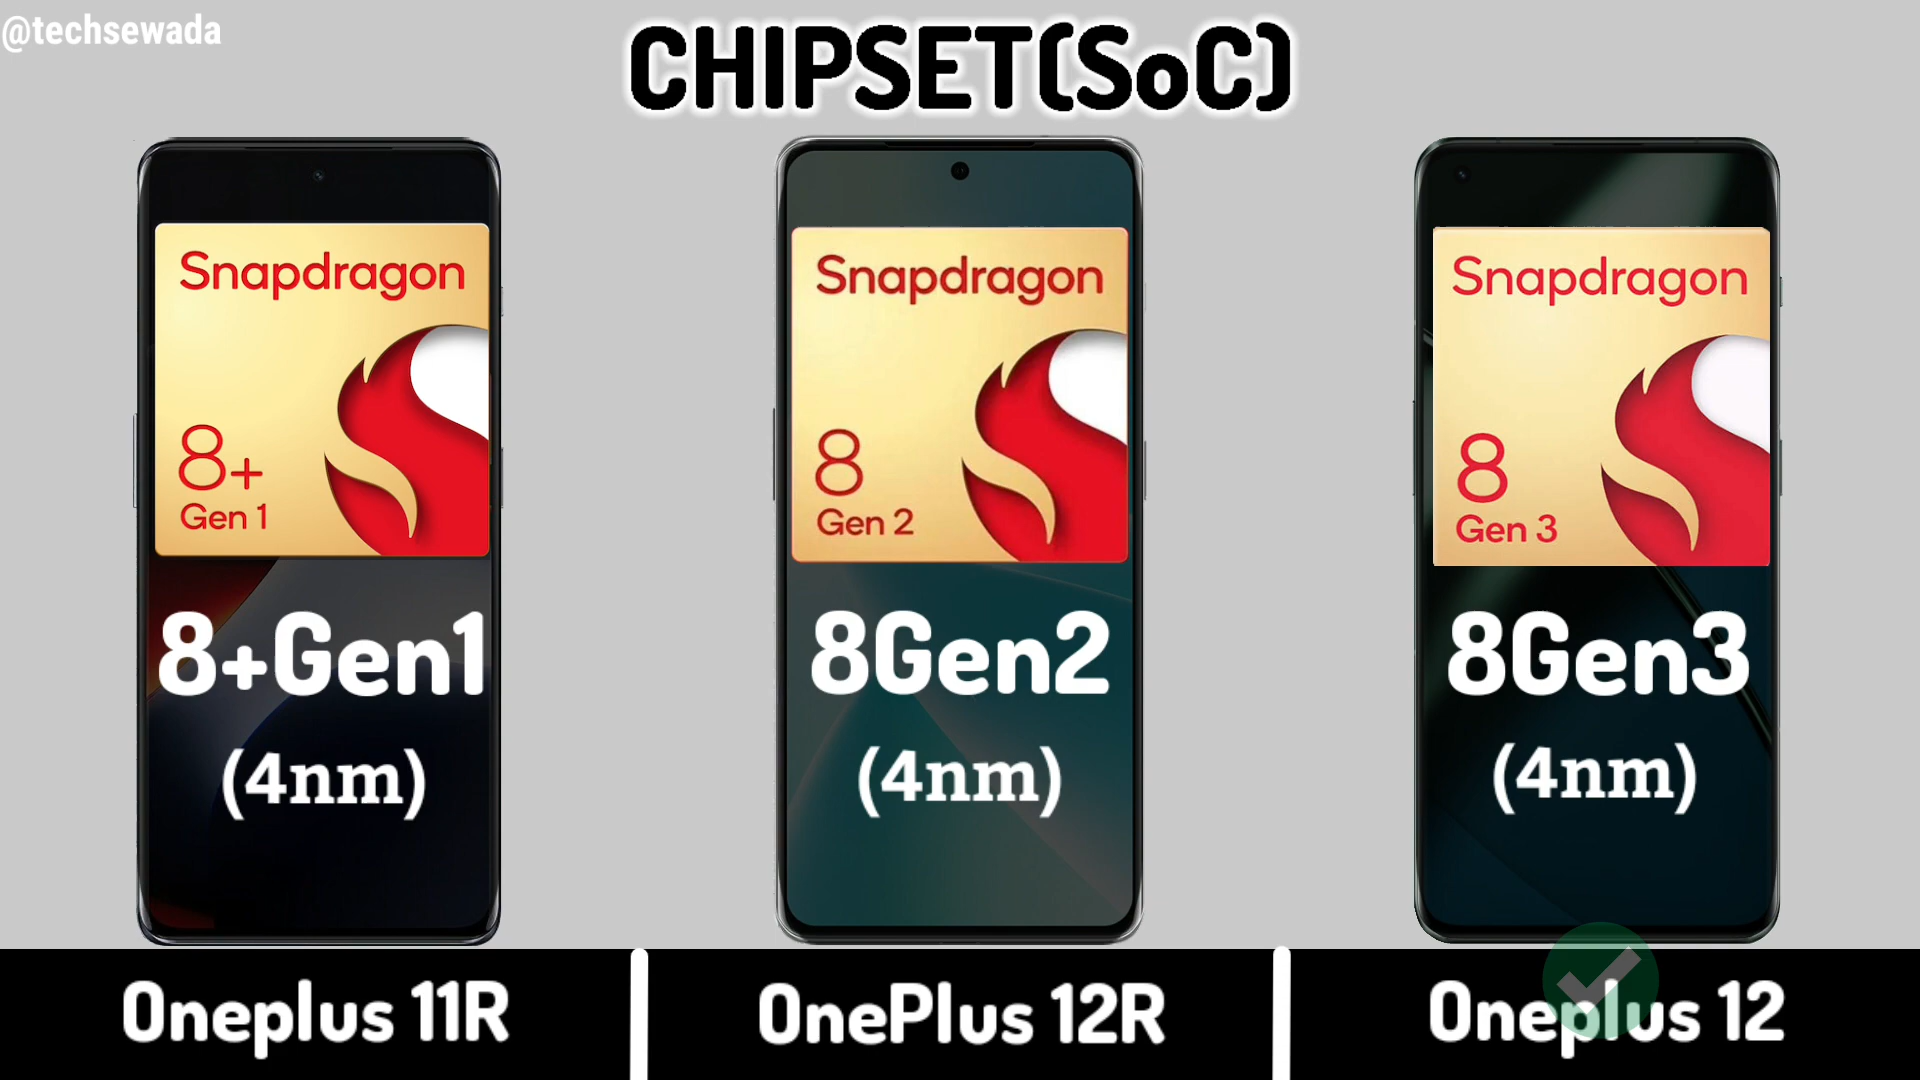 @techsewada
CHIPSET(SoC)
Snapdragon
8+
Gen 1
8+Gen1
(4nm)
Oneplus 11R
Snapdragon
8
Gen 2
8Gen2
(4nm)
OnePlus 12R
Snapdragon
8
Gen 3
8Gen3
(4nm)
Oneplus 12